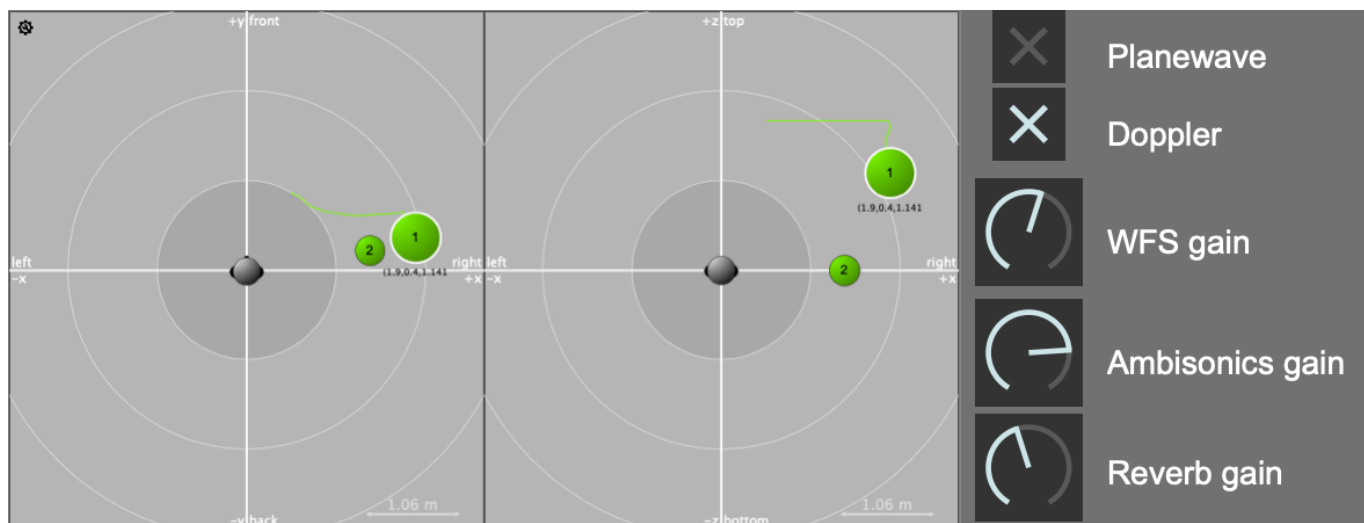 +y front
left
-x
right
+x
1
2
(1.9,0.4,1.141
1.06 m
-y back
+z top
left
-x
right
+x
1
2
(1.9,0.4,1.141
1.06 m
-z bottom
Planewave
Doppler
WFS gain
Ambisonics gain
Reverb gain